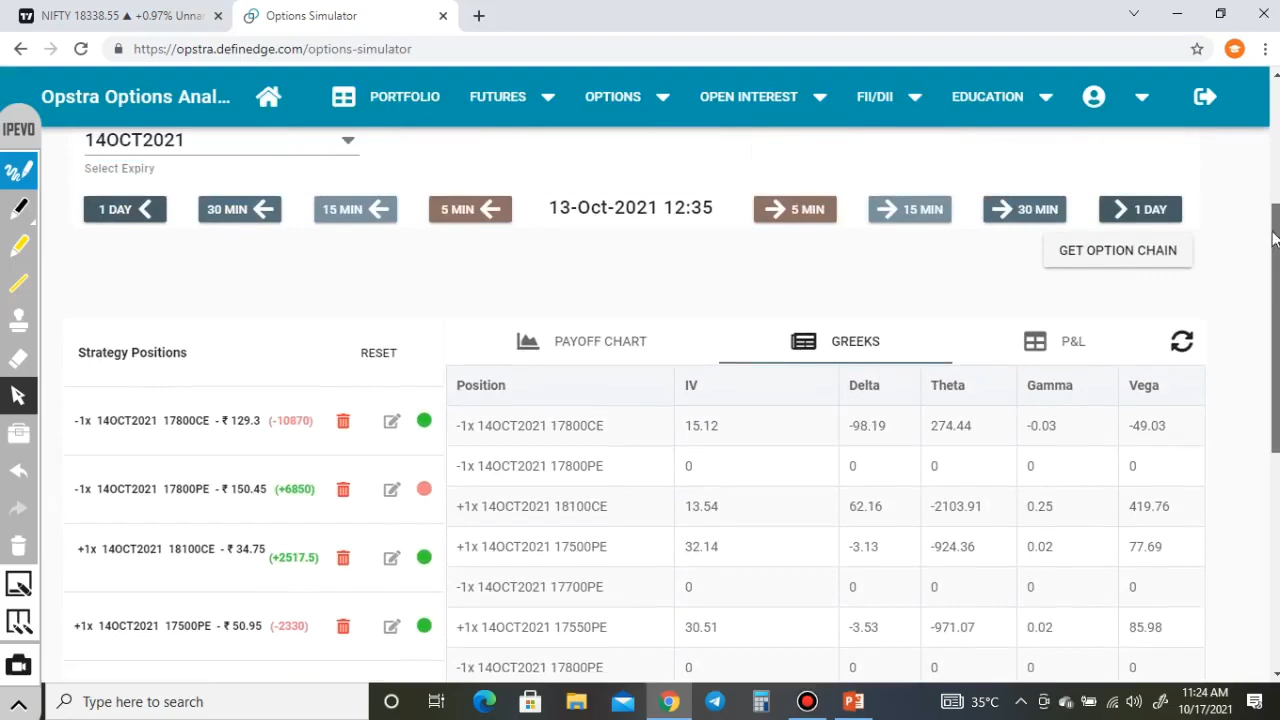 NIFTY 18338.55 ▲ +0.97% Unnar
Options Simulator
https://opstra.definedge.com/options-simulator
Opstra Options Anal...
PORTFOLIO
FUTURES
OPTIONS
OPEN INTEREST
FII/DII
EDUCATION
IPEVO
14OCT2021
Select Expiry
1 DAY
30 MIN
15 MIN
5 MIN
13-Oct-2021 12:35
5 MIN
15 MIN
30 MIN
1 DAY
GET OPTION CHAIN
Strategy Positions
RESET
-1x 14OCT2021 17800CE - ₹ 129.3 (-10870)
-1x 14OCT2021 17800PE - ₹ 150.45 (+6850)
+1x 14OCT2021 18100CE - ₹ 34.75 (+2517.5)
+1x 14OCT2021 17500PE - ₹ 50.95 (-2330)
PAYOFF CHART
GREEKS
P&L
Position IV Delta Theta Gamma Vega
-1x 14OCT2021 17800CE 15.12 -98.19 274.44 -0.03 -49.03
-1x 14OCT2021 17800PE 0 0 0 0 0
+1x 14OCT2021 18100CE 13.54 62.16 -2103.91 0.25 419.76
+1x 14OCT2021 17500PE 32.14 -3.13 -924.36 0.02 77.69
-1x 14OCT2021 17700PE 0 0 0 0 0
+1x 14OCT2021 17550PE 30.51 -3.53 -971.07 0.02 85.98
-1x 14OCT2021 17800PE 0 0 0 0 0
Type here to search
35°C
11:24 AM
10/17/2021